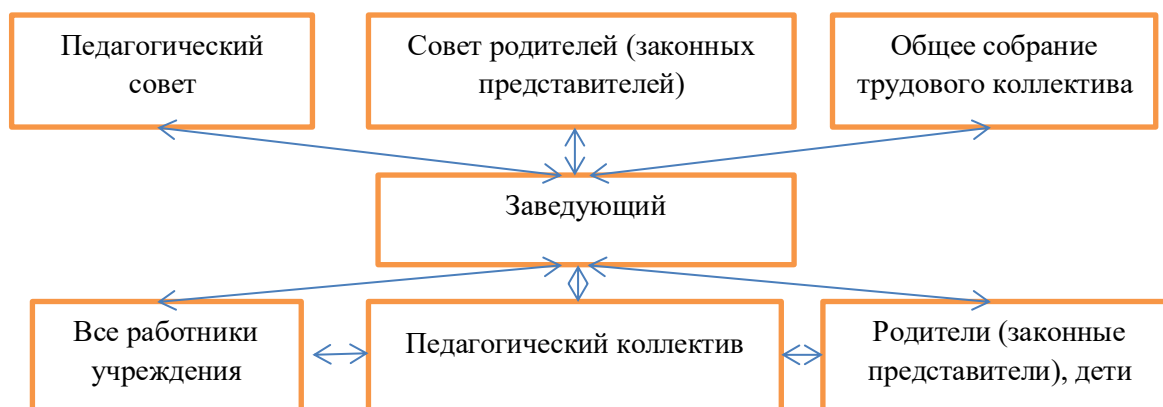 Педагогический
совет
Совет родителей (законных
представителей)
Общее собрание
трудового коллектива
Заведующий
Все работники
учреждения
Педагогический коллектив
Родители (законные
представители), дети